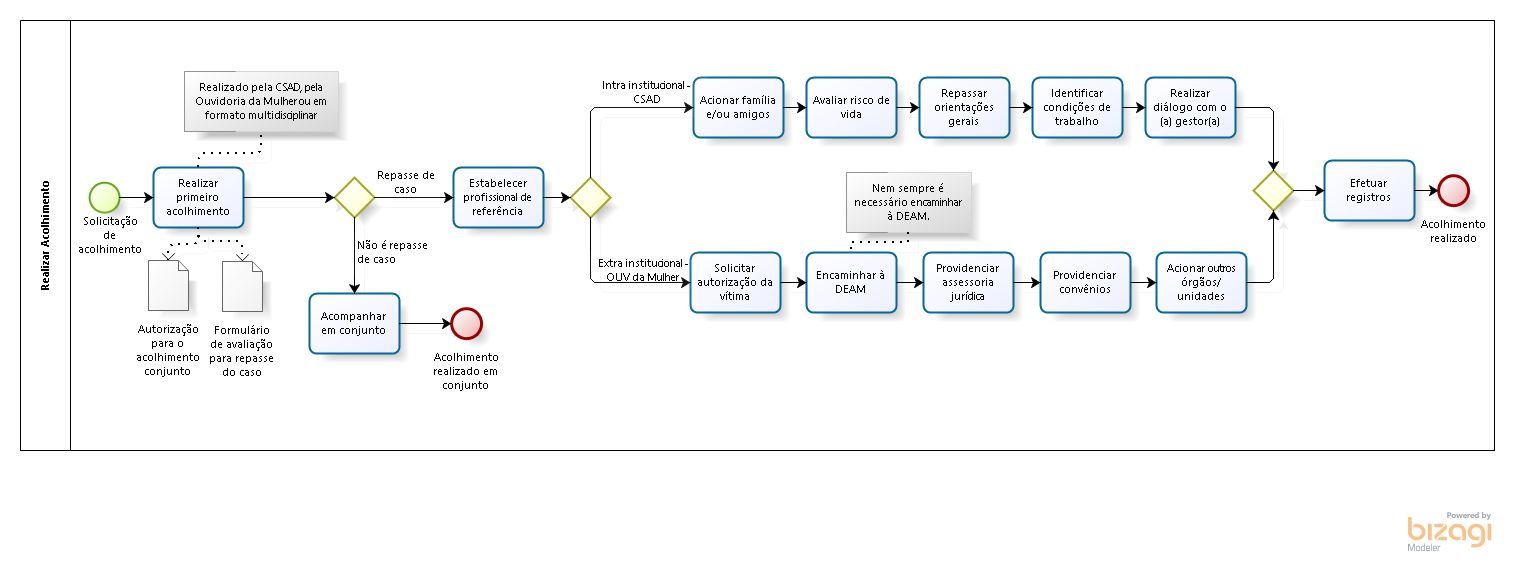 Realizar Acolhimento
Realizado pela CSAD, pela
Ouvidoria da Mulherou em
formato multidisciplinar
Solicitação
de
acolhimento
Realizar
primeiro
acolhimento
Autorização
para o
acolhimento
conjunto
Formulário
de avaliação
para repasse
do caso
Repasse de
caso
Não é repasse
de caso
Acompanhar
em conjunto
Acolhimento
realizado em
conjunto
Estabelecer
profissional de
referência
Intra institucional -
CSAD
Acionar família
e/ou amigos
Avaliar risco de
vida
Repassar
orientações
gerais
Identificar
condições de
trabalho
Realizar
diálogo com o
(a) gestor(a)
Extra institucional -
OUV da Mulher
Solicitar
autorização da
vítima
Nem sempre é
necessário encaminhar
à DEAM.
Encaminhar à
DEAM
Providenciar
assessoria
jurídica
Providenciar
convênios
Acionar outros
órgãos/
unidades
Efetuar
registros
Acolhimento
realizado
Powered by
bizagi
Modeler